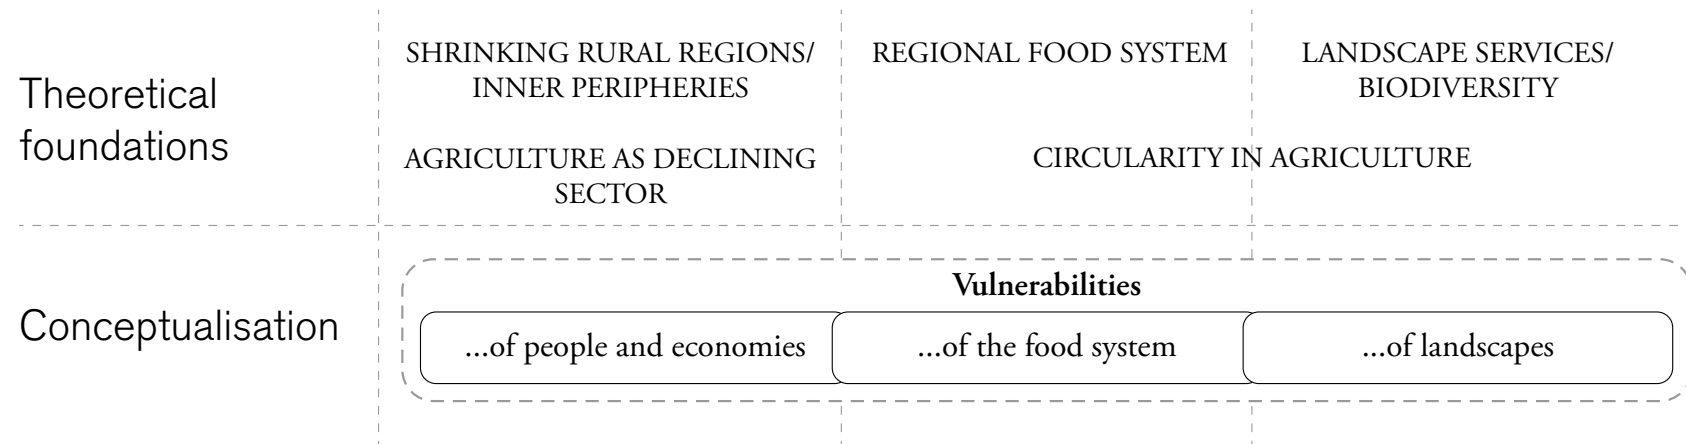 Theoretical
foundations
SHRINKING RURAL REGIONS/
INNER PERIPHERIES
AGRICULTURE AS DECLINING
SECTOR
REGIONAL FOOD SYSTEM
LANDSCAPE SERVICES/
BIODIVERSITY
CIRCULARITY IN AGRICULTURE
Conceptualisation
Vulnerabilities
...of people and economies
...of the food system
...of landscapes